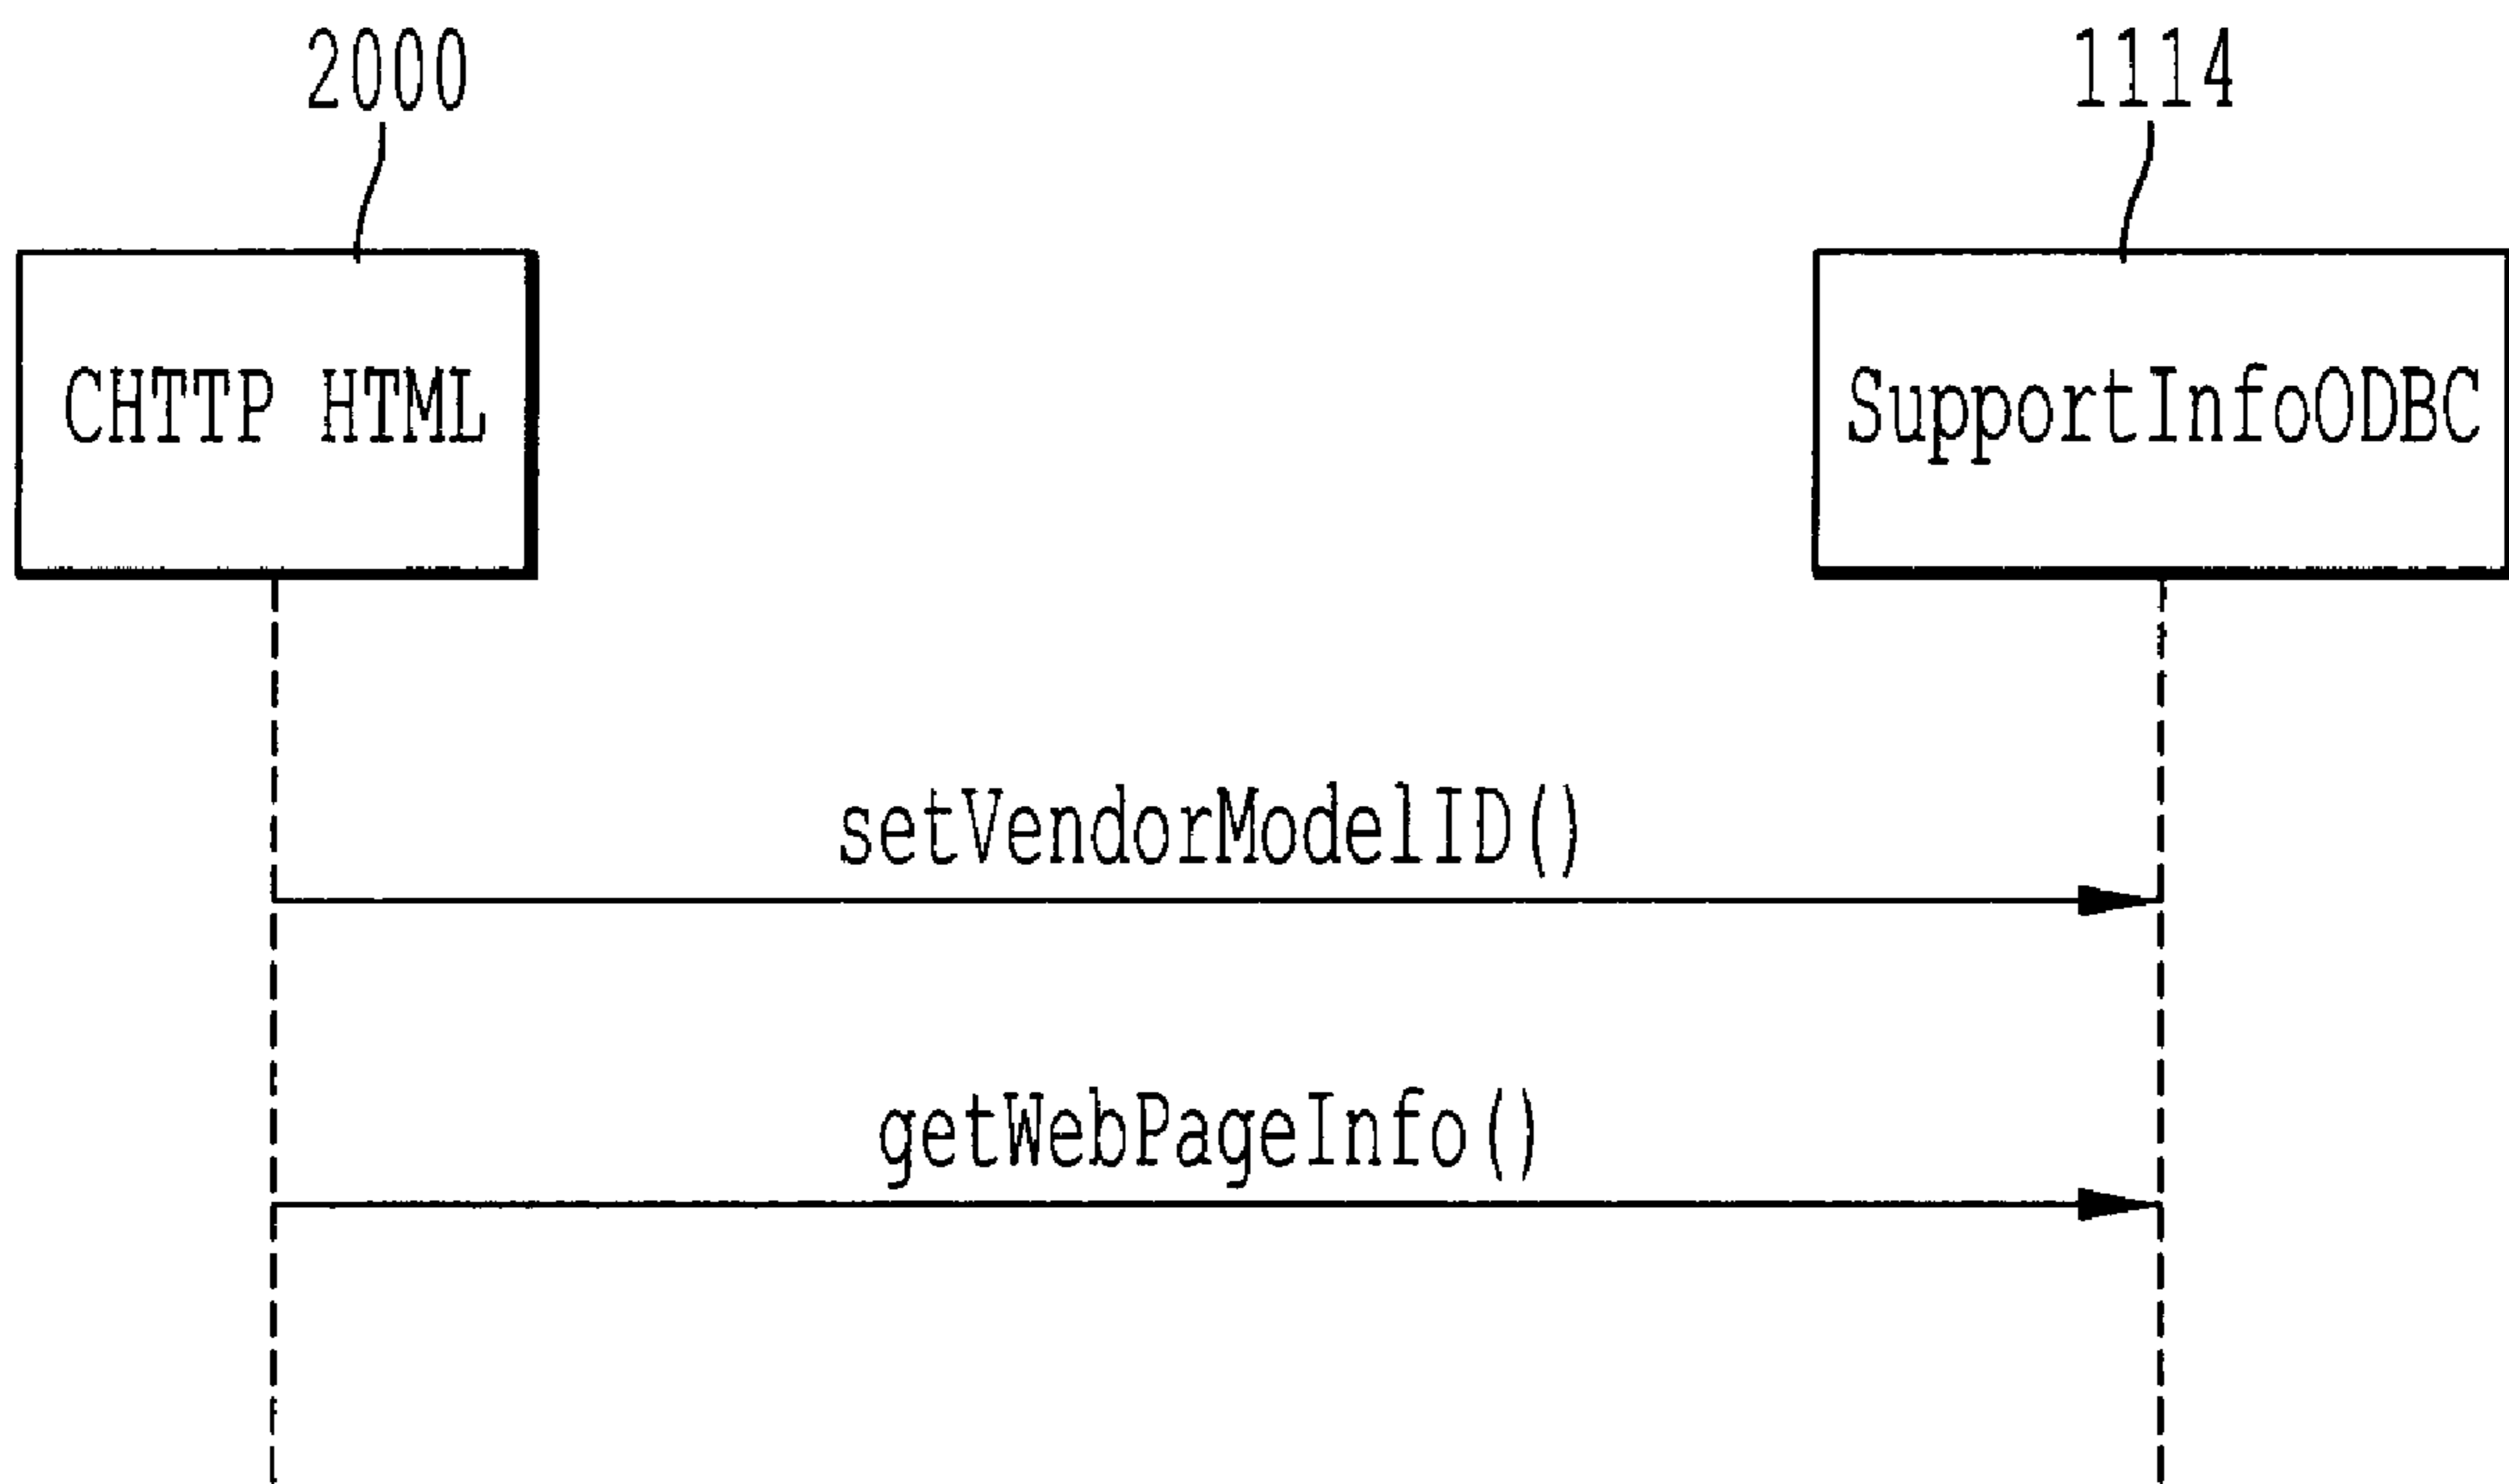 2000
1114
CHTTP HTML
SupportInfoODBC
setVendorModelID()
getWebPageInfo()